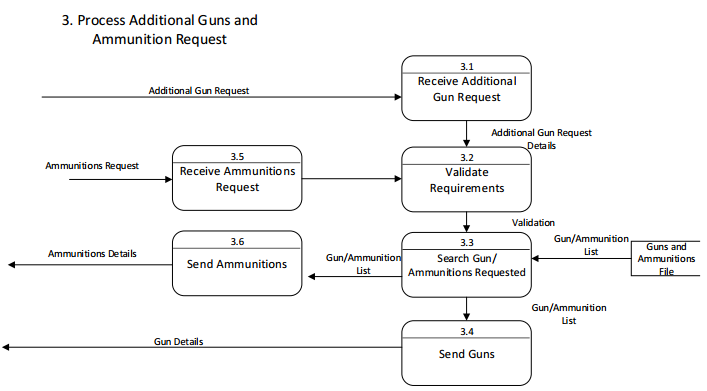 3. Process Additional Guns and
Ammunition Request
3.1
Receive Additional
Gun Request
Additional Gun Request
Additional Gun Request
Details
3.5
Receive Ammunitions
Request
Ammunitions Request
3.2
Validate
Requirements
Validation
3.6
Send Ammunitions
Ammunitions Details
Gun/Ammunition
List
3.3
Search Gun/
Ammunitions Requested
Gun/Ammunition
List
Guns and
Ammunitions
File
Gun/Ammunition
List
3.4
Send Guns
Gun Details